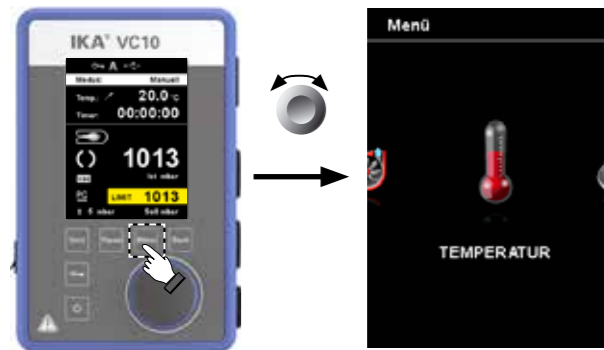 IKA® VC10
A
Modus: Manuell
Temp.: 20.0 °C
Timer: 00:00:00
1013
Ist mbar
PC LIMIT 1013
± 5 mbar Soll mbar
Menü
TEMPERATUR